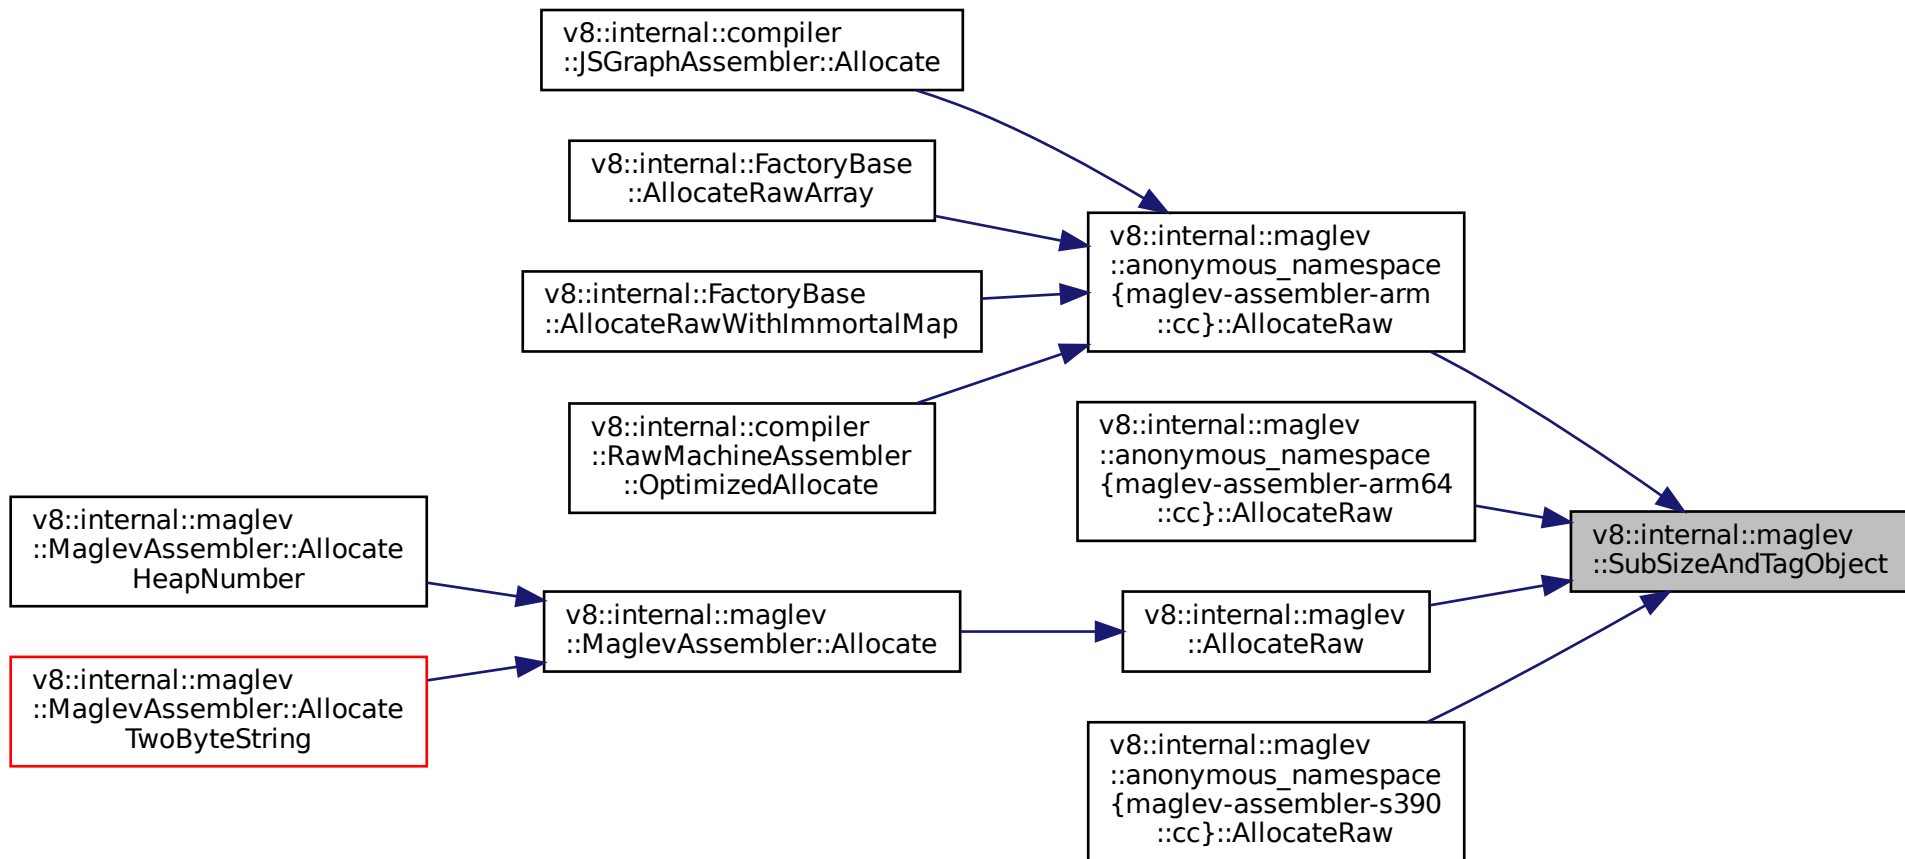 v8::internal::compiler
::JSGraphAssembler::Allocate
v8::internal::FactoryBase
::AllocateRawArray
v8::internal::maglev
::anonymous_namespace
{maglev-assembler-arm
::cc}::AllocateRaw
v8::internal::FactoryBase
::AllocateRawWithImmortalMap
v8::internal::compiler
::RawMachineAssembler
::OptimizedAllocate
v8::internal::maglev
::anonymous_namespace
{maglev-assembler-arm64
::cc}::AllocateRaw
v8::internal::maglev
::MaglevAssembler::Allocate
HeapNumber
v8::internal::maglev
::SubSizeAndTagObject
v8::internal::maglev
::MaglevAssembler::Allocate
v8::internal::maglev
::AllocateRaw
v8::internal::maglev
::MaglevAssembler::Allocate
TwoByteString
v8::internal::maglev
::anonymous_namespace
{maglev-assembler-s390
::cc}::AllocateRaw